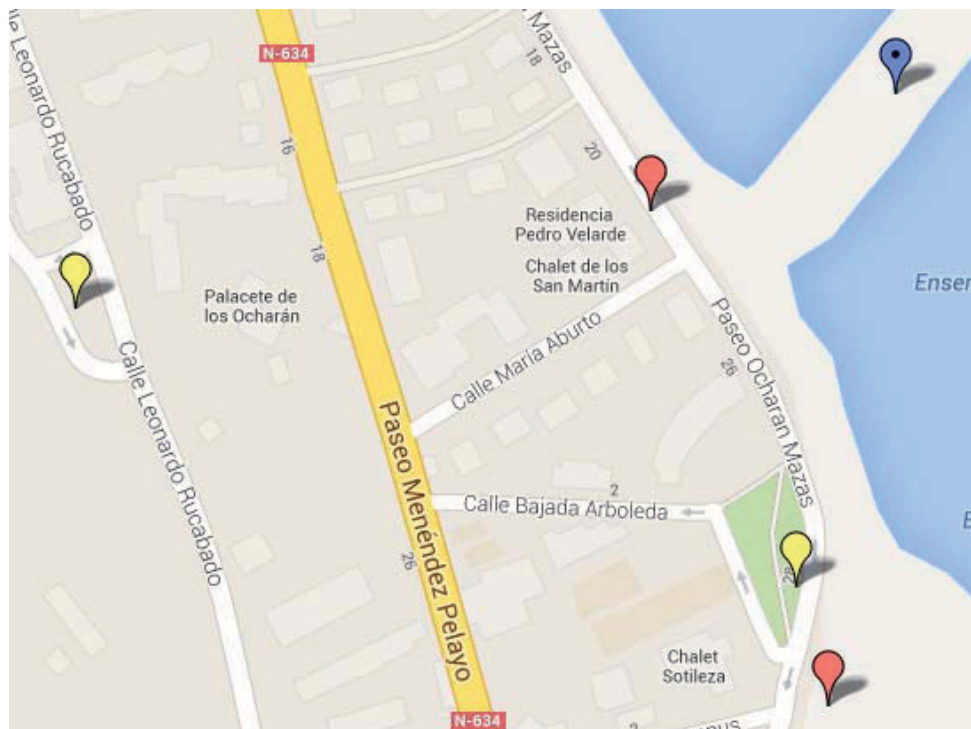 Calle Leonardo Rucabado
N-634
Mazas
18
16
20
Residencia
Pedro Velarde
18
Chalet de los
San Martín
Palacete de
los Ocharán
Calle María Aburto
Paseo Ocharan Mazas
26
Calle Leonardo Rucabado
Paseo Menéndez Pelayo
2
Calle Bajada Arboleda
26
28
Chalet
Sotileza
N-634